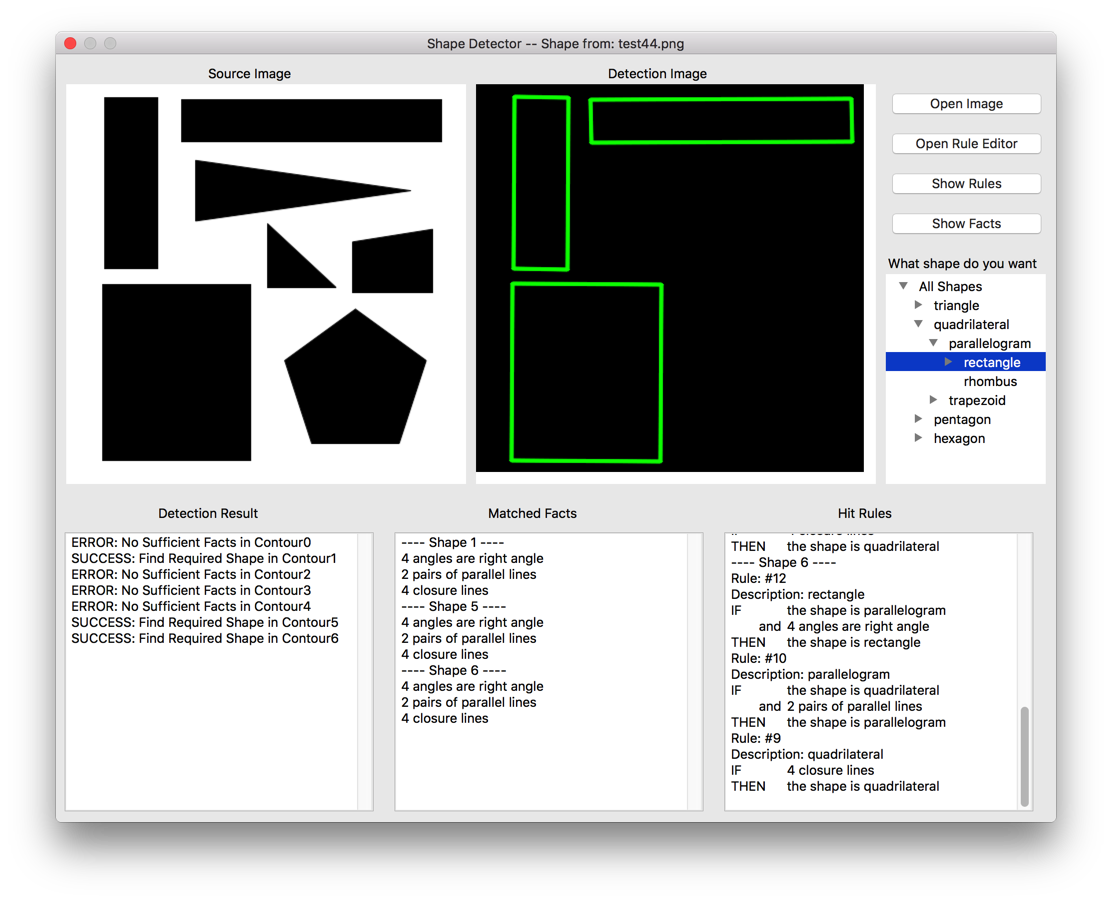 Shape Detector -- Shape from: test44.png
Source Image
Detection Image
Open Image
Open Rule Editor
Show Rules
Show Facts
What shape do you want
All Shapes
triangle
quadrilateral
parallelogram
rectangle
rhombus
trapezoid
pentagon
hexagon
Detection Result
ERROR: No Sufficient Facts in Contour0
SUCCESS: Find Required Shape in Contour1
ERROR: No Sufficient Facts in Contour2
ERROR: No Sufficient Facts in Contour3
ERROR: No Sufficient Facts in Contour4
SUCCESS: Find Required Shape in Contour5
SUCCESS: Find Required Shape in Contour6
Matched Facts
---- Shape 1 ----
4 angles are right angle
2 pairs of parallel lines
4 closure lines
---- Shape 5 ----
4 angles are right angle
2 pairs of parallel lines
4 closure lines
---- Shape 6 ----
4 angles are right angle
2 pairs of parallel lines
4 closure lines
Hit Rules
IF 4 closure lines
THEN the shape is quadrilateral
---- Shape 6 ----
Rule: #12
Description: rectangle
IF the shape is parallelogram
and 4 angles are right angle
THEN the shape is rectangle
Rule: #10
Description: parallelogram
IF the shape is quadrilateral
and 2 pairs of parallel lines
THEN the shape is parallelogram
Rule: #9
Description: quadrilateral
IF 4 closure lines
THEN the shape is quadrilateral